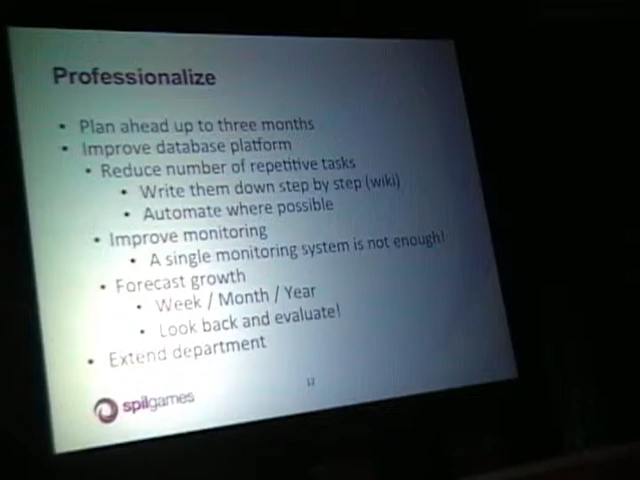 Professionalize
• Plan ahead up to three months
• Improve database platform
• Reduce number of repetitive tasks
• Write them down step by step (wiki)
• Automate where possible
• Improve monitoring
• A single monitoring system is not enough!
• Forecast growth
• Week / Month / Year
• Look back and evaluate!
• Extend department
12
spilgames